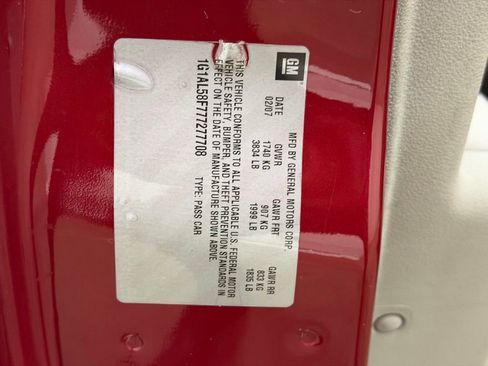 GM
MFD BY GENERAL MOTORS CORP.
DATE GVWR GAWR FRT GAWR RR
02/07 1740 KG 907 KG 833 KG
3834 LB 1999 LB 1835 LB
THIS VEHICLE CONFORMS TO ALL APPLICABLE U.S. FEDERAL MOTOR
VEHICLE SAFETY, BUMPER, AND THEFT PREVENTION STANDARDS IN
EFFECT ON THE DATE OF MANUFACTURE SHOWN ABOVE.
1G1AL58F777277708 TYPE: PASS CAR